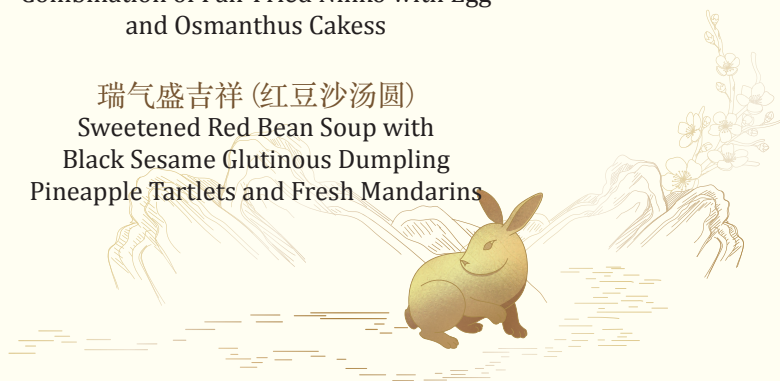 and Osmanthus Cakess
瑞气盛吉祥 (红豆沙汤圆)
Sweetened Red Bean Soup with
Black Sesame Glutinous Dumpling
Pineapple Tartlets and Fresh Mandarins